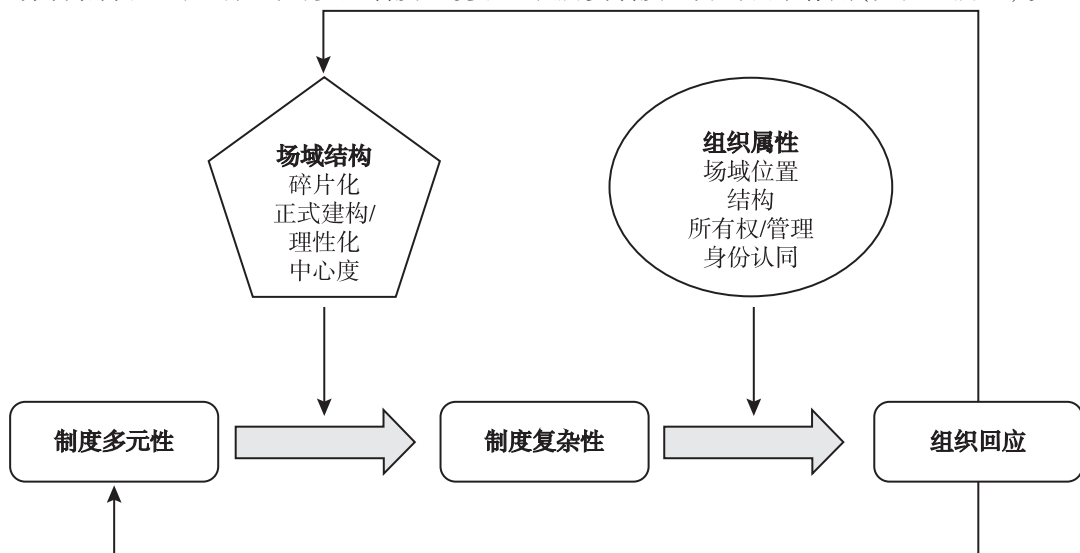 场域结构
碎片化
正式建构/
理性化
中心度
组织属性
场域位置
结构
所有权/管理
身份认同
制度多元性
制度复杂性
组织回应